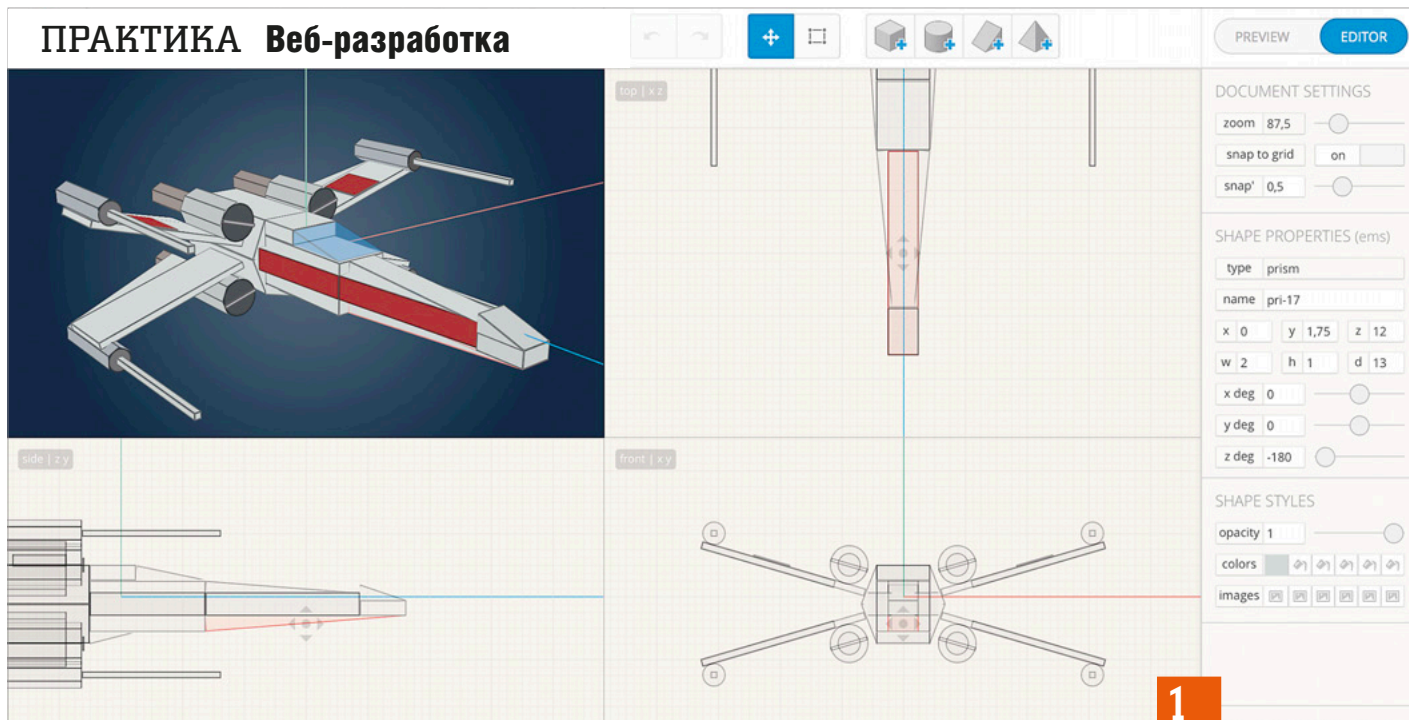 ПРАКТИКА Веб-разработка
PREVIEW EDITOR
top | x z
side | z y
front | x y
DOCUMENT SETTINGS
zoom 87,5
snap to grid on
snap' 0,5
SHAPE PROPERTIES (ems)
type prism
name pri-17
x 0 y 1,75 z 12
w 2 h 1 d 13
x deg 0
y deg 0
z deg -180
SHAPE STYLES
opacity 1
colors
images
1